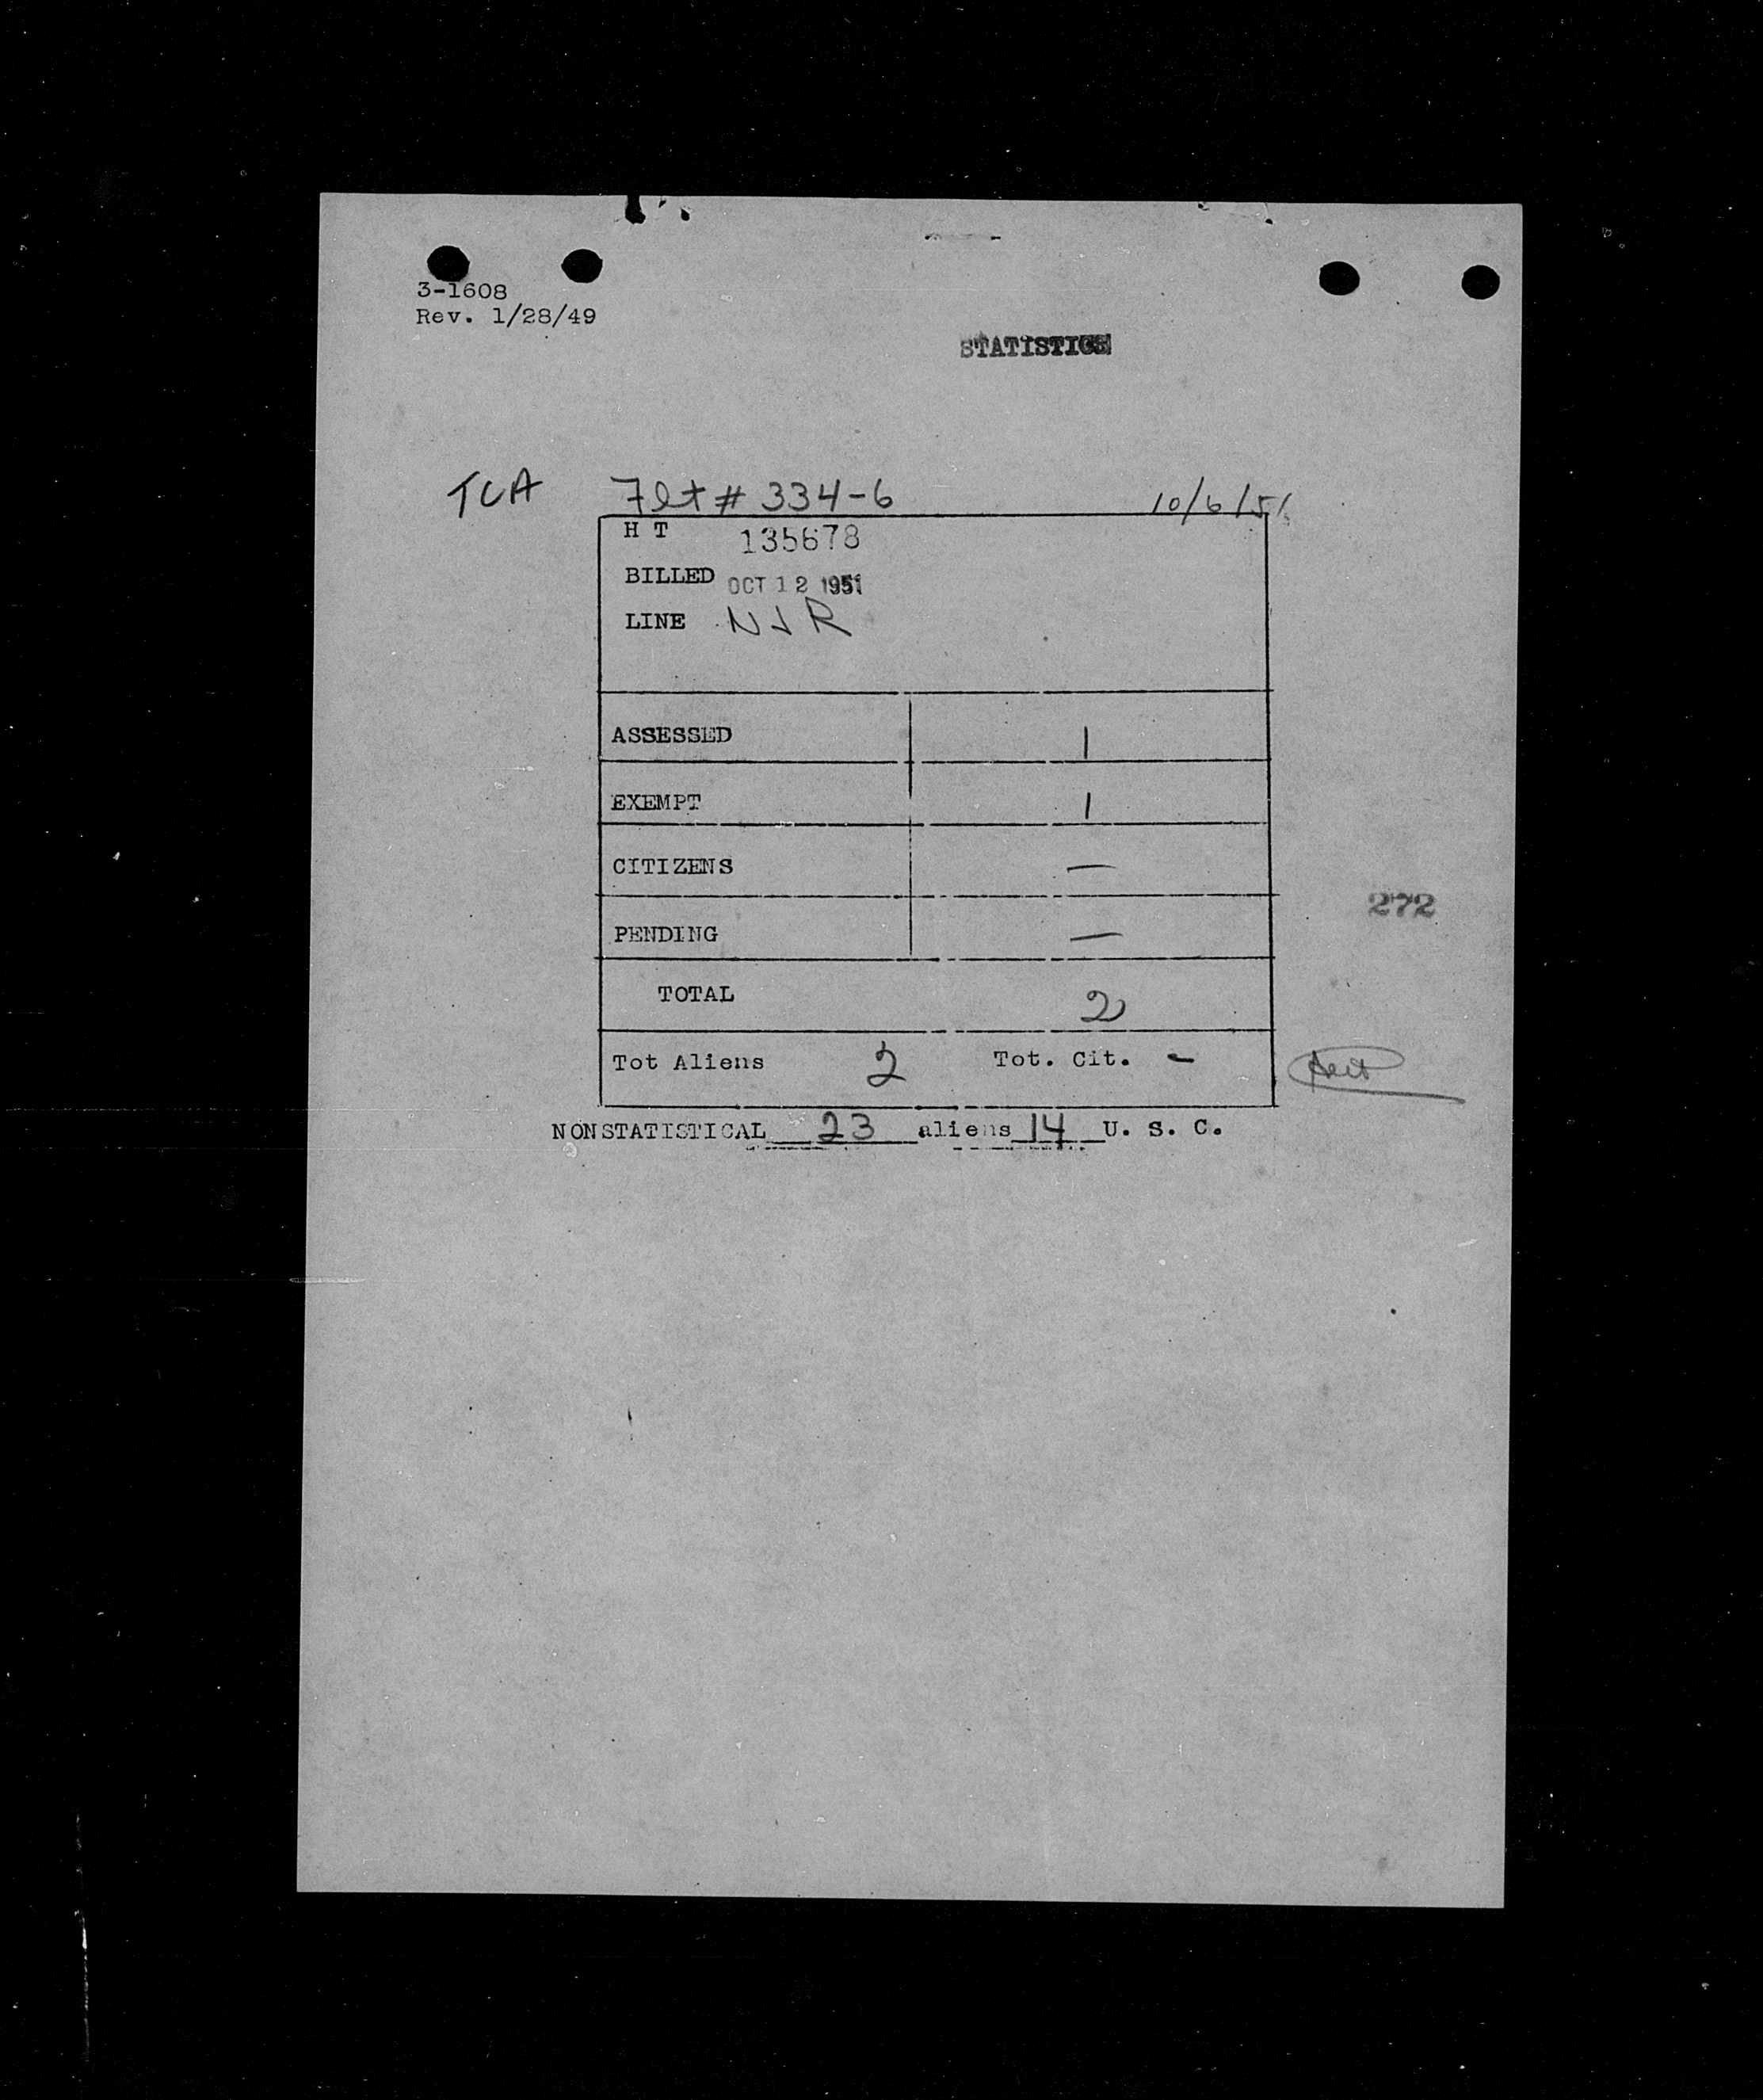 3-1608
Rev. 1/28/49
STATISTICS
TCA Flt # 334-6 10/6/51
H T 135678
BILLED OCT 12 1951
LINE NJR
ASSESSED 1
EXEMPT 1
CITIZENS —
272
PENDING —
TOTAL 2
Tot Aliens 2 Tot. Cit. -
NONSTATISTICAL 23 aliens 14 U. S. C.